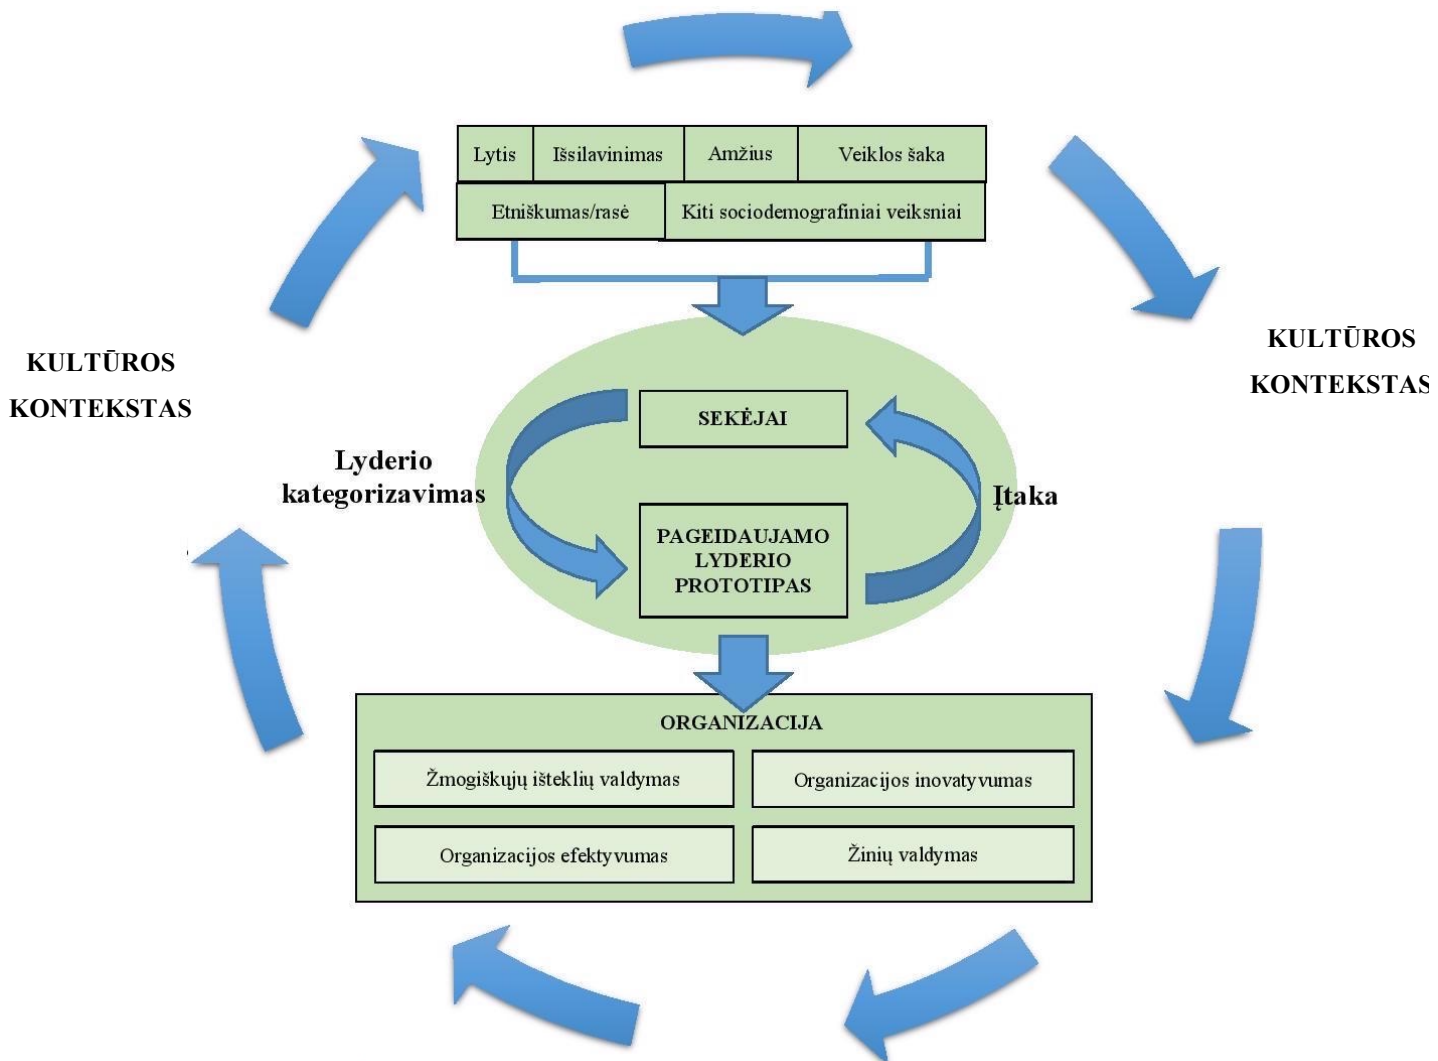 Lytis
Išsilavinimas
Amžius
Veiklos šaka
Etniškumas/rasė
Kiti sociodemografiniai veiksniai
KULTŪROS
KONTEKSTAS
KULTŪROS
KONTEKSTAS
SEKĖJAI
Lyderio
kategorizavimas
Įtaka
PAGEIDAUJAMO
LYDERIO
PROTOTIPAS
ORGANIZACIJA
Žmogiškųjų išteklių valdymas
Organizacijos inovatyvumas
Organizacijos efektyvumas
Žinių valdymas